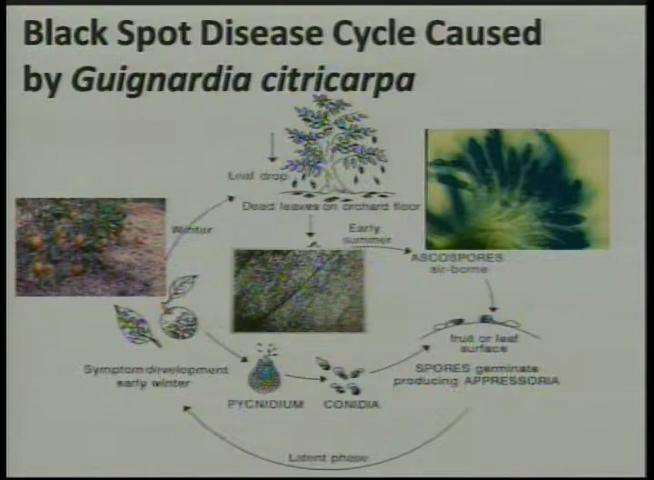 Black Spot Disease Cycle Caused
by Guignardia citricarpa
Leaf drop
Dead leaves on orchard floor
Winter
Early
summer
ASCOSPORES
air-borne
fruit or leaf
surface
SPORES germinate
producing APPRESSORIA
Symptom development
early winter
PYCNIDIUM
CONIDIA
Latent phase